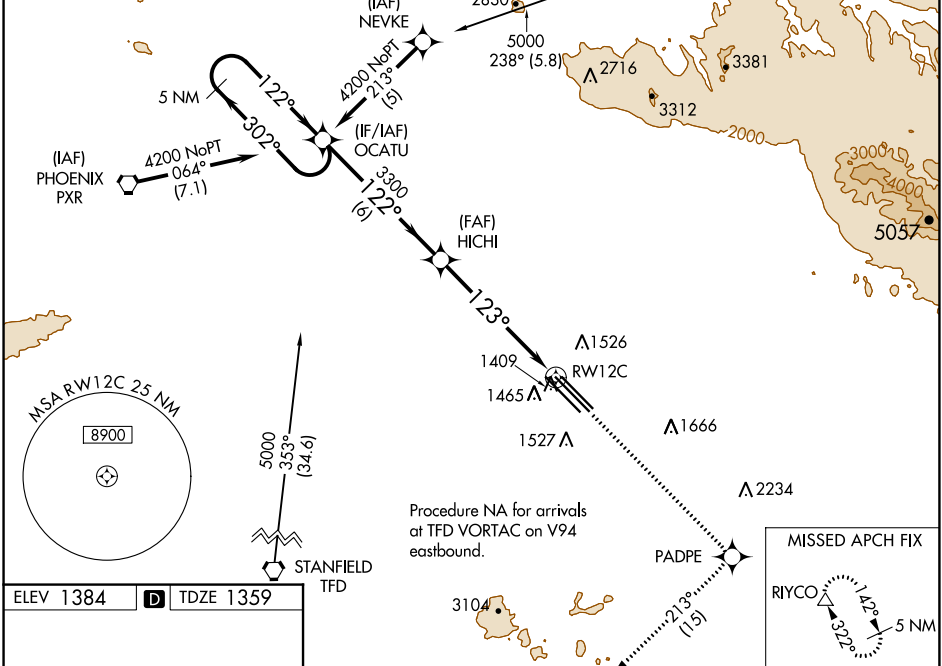 (IAF)
NEVKE
5000
238° (5.8)
2716
3381
3312
2000
3000
4000
5057
4200 NoPT
213°
(5)
5 NM
122°
302°
(IF/IAF)
OCATU
(IAF)
PHOENIX
PXR
4200 NoPT
064°
(7.1)
3300
122°
(6)
(FAF)
HICHI
123°
1526
1409
RW12C
1465
1527
1666
2234
MSA RW12C 25 NM
8900
5000
353°
(34.6)
Procedure NA for arrivals
at TFD VORTAC on V94
eastbound.
STANFIELD
TFD
PADPE
213°
(15)
3104
MISSED APCH FIX
RIYCO
142°
322°
5 NM
ELEV 1384 D TDZE 1359